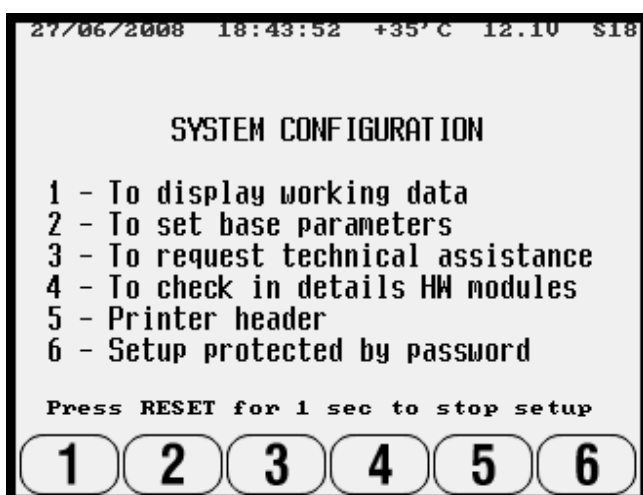 27/06/2008 18:43:52 +35'C 12.1V S18
SYSTEM CONFIGURATION
1 - To display working data
2 - To set base parameters
3 - To request technical assistance
4 - To check in details HW modules
5 - Printer header
6 - Setup protected by password
Press RESET for 1 sec to stop setup
1 2 3 4 5 6